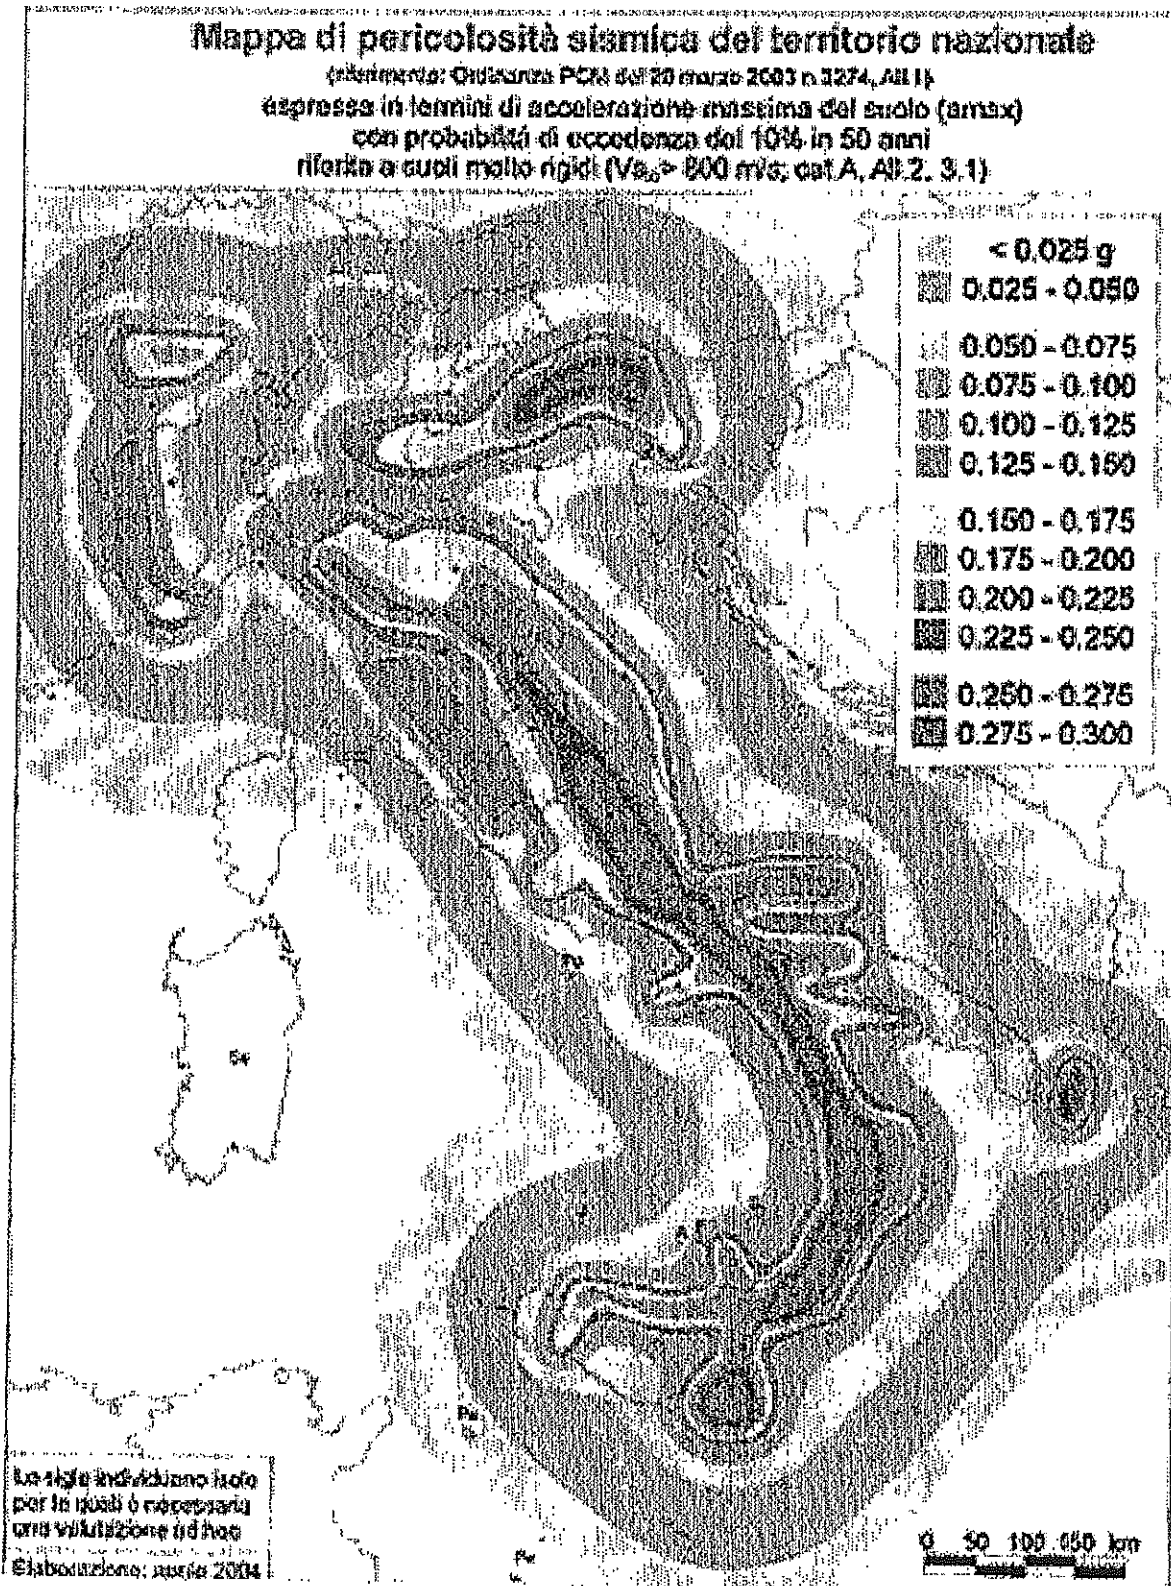 Mappa di pericolosità sismica del territorio nazionale
(riferimento: Ordinanza PCM del 20 marzo 2003 n.3274, All.1)
espressa in termini di accelerazione massima del suolo (amax)
con probabilità di eccedenza del 10% in 50 anni
riferita a suoli molto rigidi (Vs₃₀> 800 m/s; cat.A, All.2, 3.1)
< 0.025 g
0.025 - 0.050
0.050 - 0.075
0.075 - 0.100
0.100 - 0.125
0.125 - 0.150
0.150 - 0.175
0.175 - 0.200
0.200 - 0.225
0.225 - 0.250
0.250 - 0.275
0.275 - 0.300
Sa
Pa
Pe
Le sigle individuano isole
per le quali è necessaria
una valutazione ad hoc
Elaborazione: aprile 2004
0 50 100 150 km